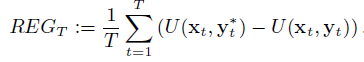 REG_T := \frac{1}{T} \sum_{t=1}^{T} (U(\mathbf{x}_t, \mathbf{y}_t^*) - U(\mathbf{x}_t, \mathbf{y}_t)).